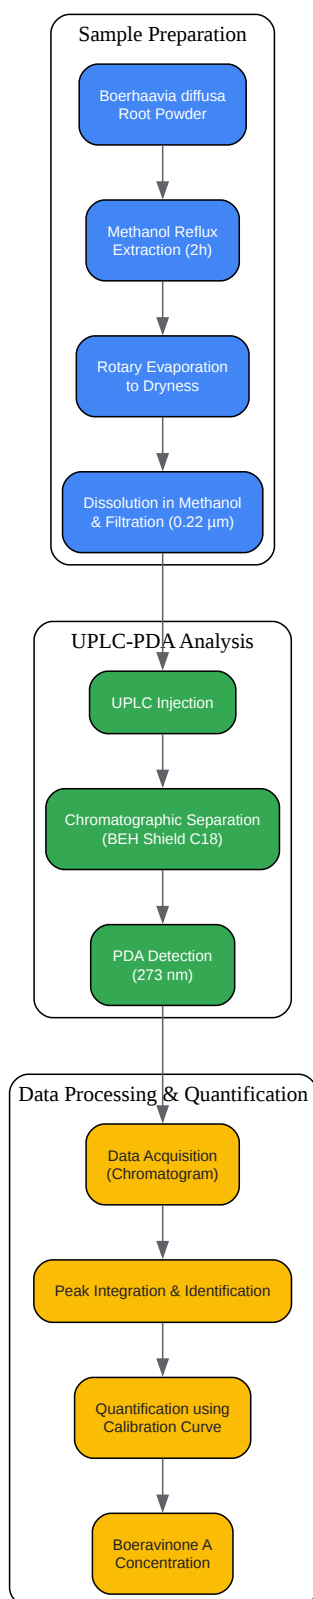 Sample Preparation
Boerhaavia diffusa
Root Powder
Methanol Reflux
Extraction (2h)
Rotary Evaporation
to Dryness
Dissolution in Methanol
& Filtration (0.22 µm)
UPLC-PDA Analysis
UPLC Injection
Chromatographic Separation
(BEH Shield C18)
PDA Detection
(273 nm)
Data Processing & Quantification
Data Acquisition
(Chromatogram)
Peak Integration & Identification
Quantification using
Calibration Curve
Boeravinone A
Concentration